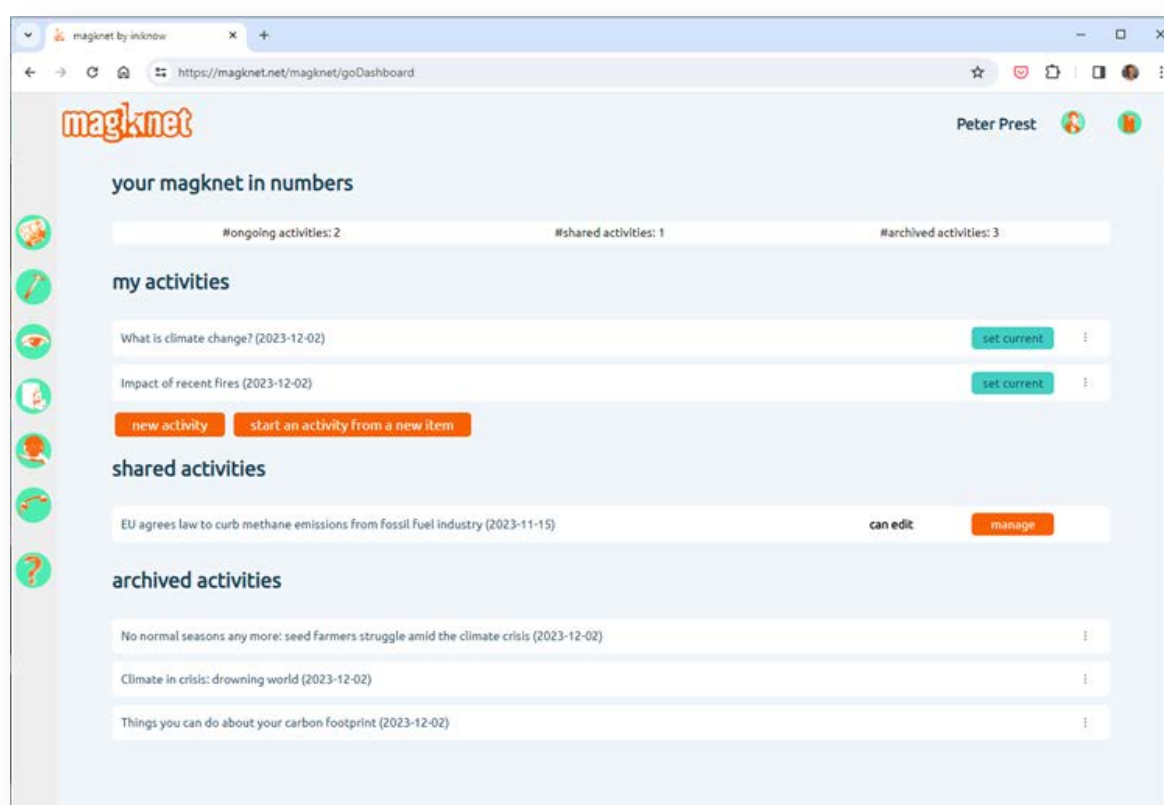 magknet by inknow
https://magknet.net/magknet/goDashboard
magknet
Peter Prest
your magknet in numbers
#ongoing activities: 2 #shared activities: 1 #archived activities: 3
my activities
What is climate change? (2023-12-02) set current
Impact of recent fires (2023-12-02) set current
new activity start an activity from a new item
shared activities
EU agrees law to curb methane emissions from fossil fuel industry (2023-11-15) can edit manage
archived activities
No normal seasons any more: seed farmers struggle amid the climate crisis (2023-12-02)
Climate in crisis: drowning world (2023-12-02)
Things you can do about your carbon footprint (2023-12-02)